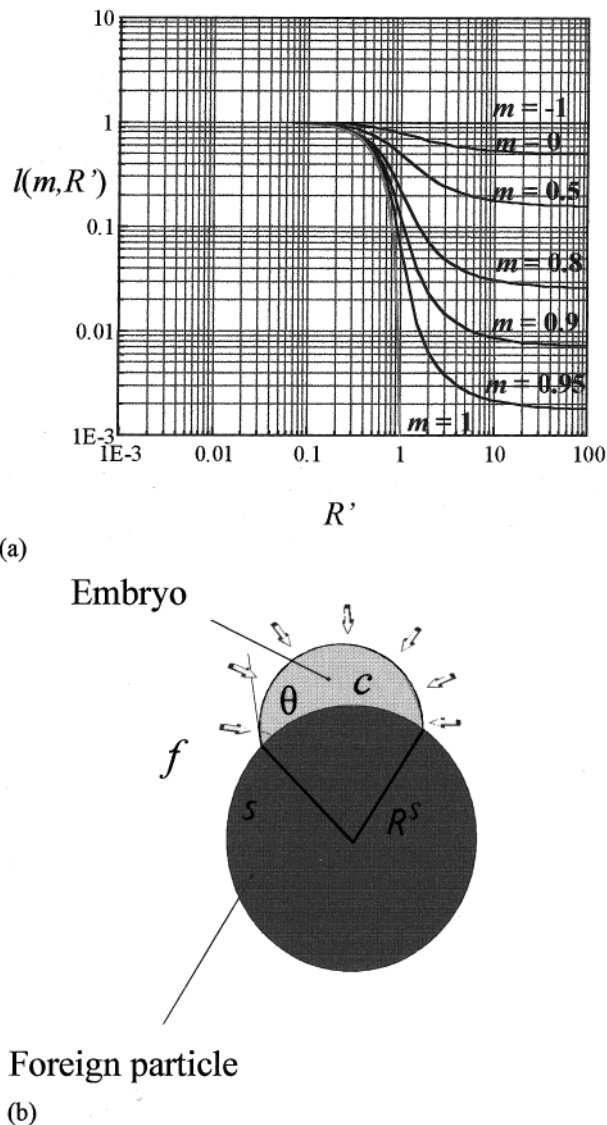 10
1
0.1
0.01
1E-3
l(m,R')
m = -1
m = 0
m = 0.5
m = 0.8
m = 0.9
m = 0.95
m = 1
1E-3 0.01 0.1 1 10 100
R'
(a)
Embryo
θ c
f
s R^S
Foreign particle
(b)